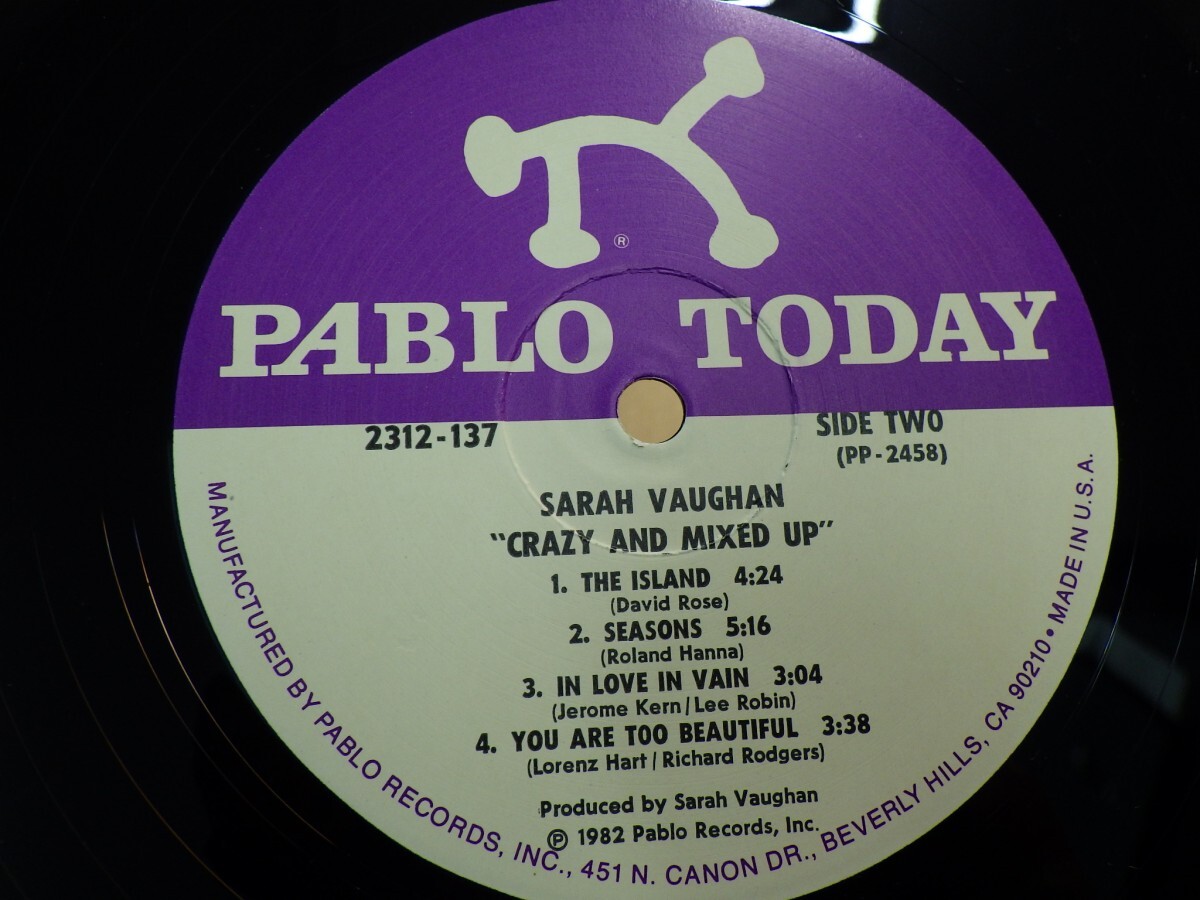 ®
PABLO TODAY
2312-137
SIDE TWO
(PP-2458)
SARAH VAUGHAN
"CRAZY AND MIXED UP"
1. THE ISLAND 4:24
(David Rose)
2. SEASONS 5:16
(Roland Hanna)
3. IN LOVE IN VAIN 3:04
(Jerome Kern/Lee Robin)
4. YOU ARE TOO BEAUTIFUL 3:38
(Lorenz Hart/Richard Rodgers)
Produced by Sarah Vaughan
℗ 1982 Pablo Records, Inc.
MANUFACTURED BY PABLO RECORDS, INC., 451 N. CANON DR., BEVERLY HILLS, CA 90210 • MADE IN U.S.A.